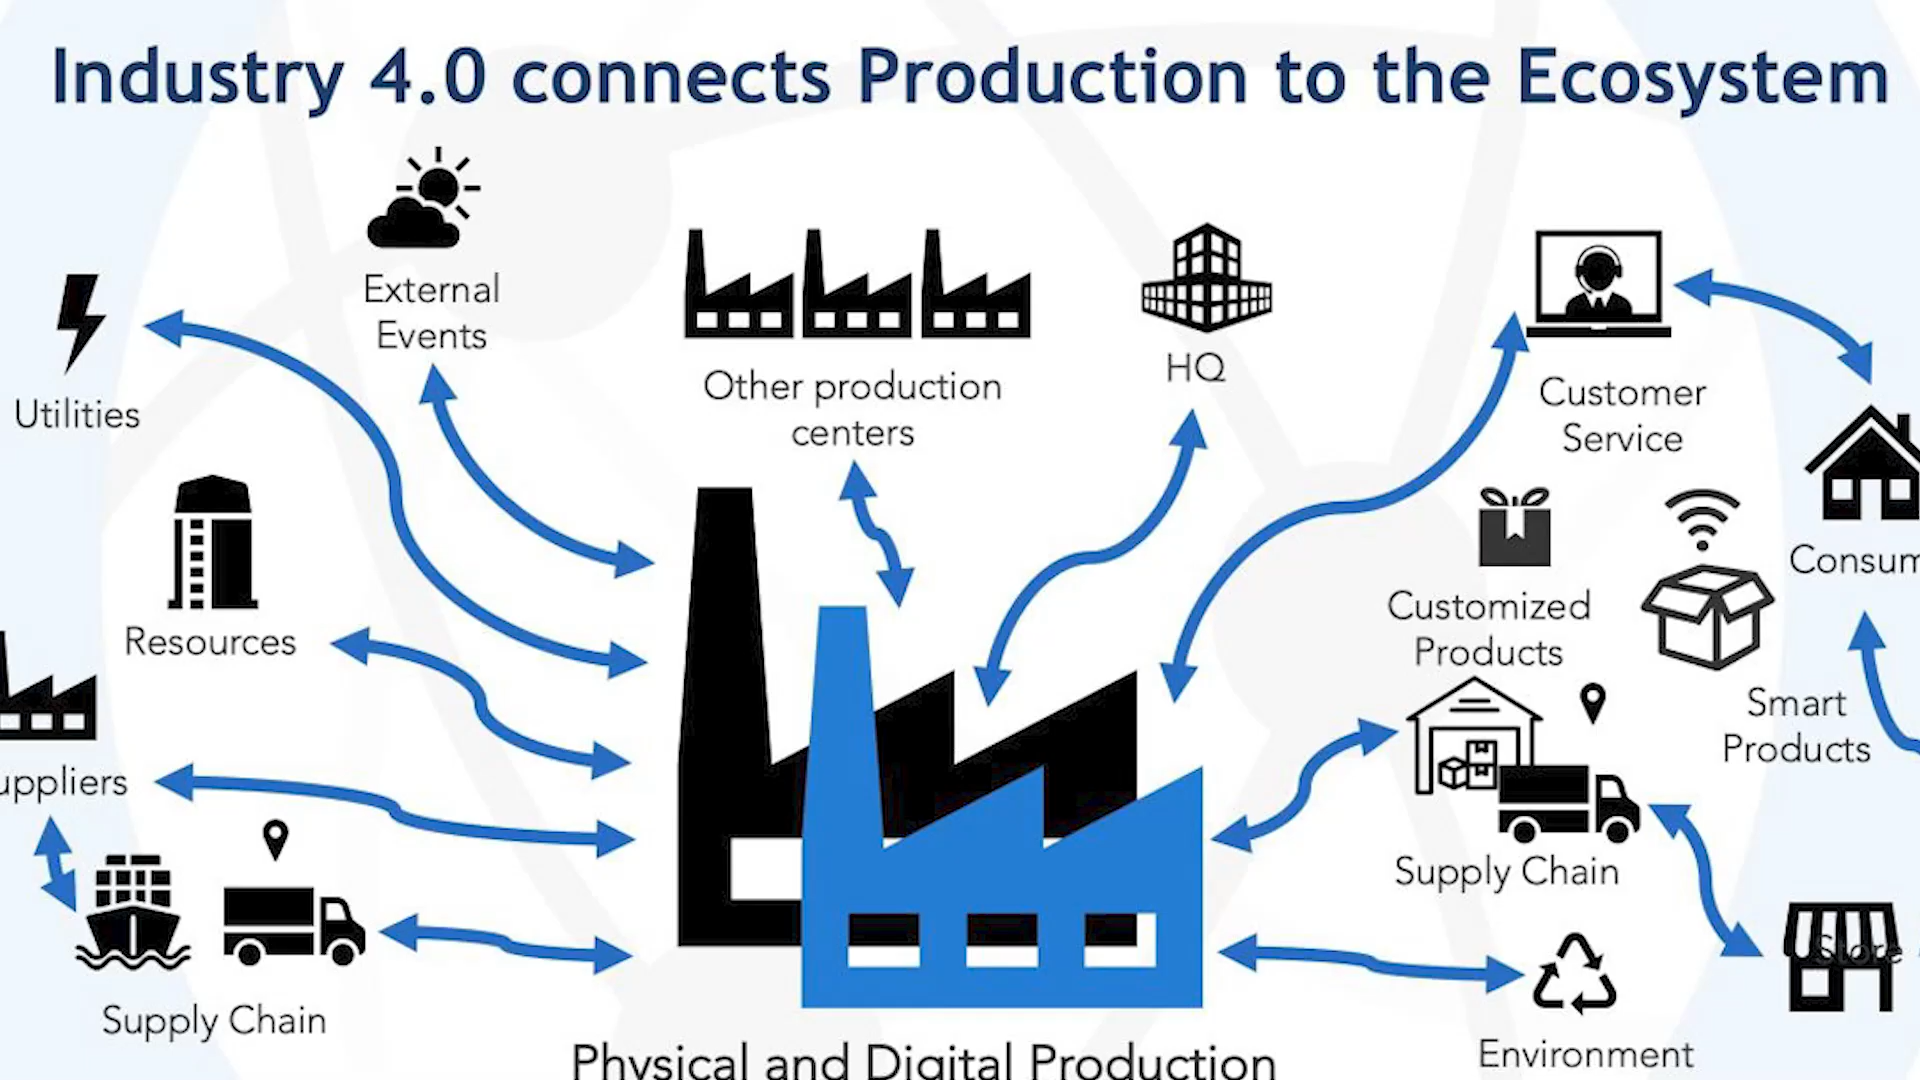 Industry 4.0 connects Production to the Ecosystem
External
Events
Utilities
Other production
centers
HQ
Customer
Service
Resources
Consum
Customized
Products
Smart
Products
uppliers
Supply Chain
Supply Chain
Store
Environment
Physical and Digital Production